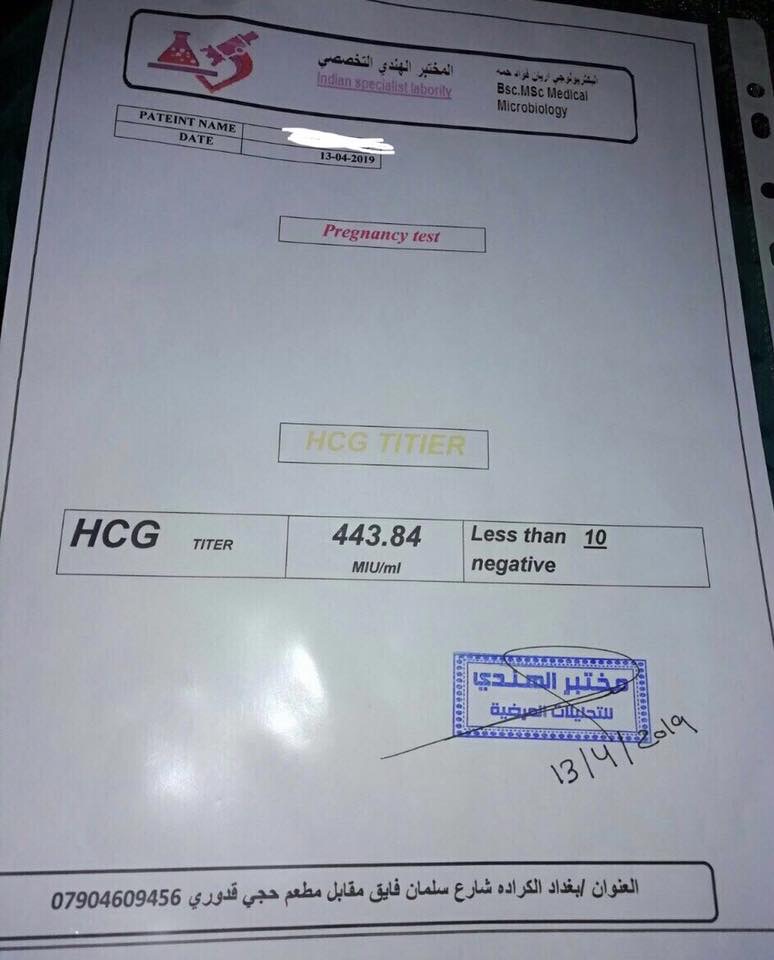 المختبر الهندي التخصصي
Indian specialist labority
Bsc.MSc Medical
Microbiology
PATEINT NAME
DATE 13-04-2019
Pregnancy test
HCG TITIER
HCG TITER 443.84 MIU/ml Less than 10 negative
مختبر الهندي
للتحليلات المرضية
13/4/2019
العنوان /بغداد الكراده شارع سلمان فايق مقابل مطعم حجي قدوري 07904609456